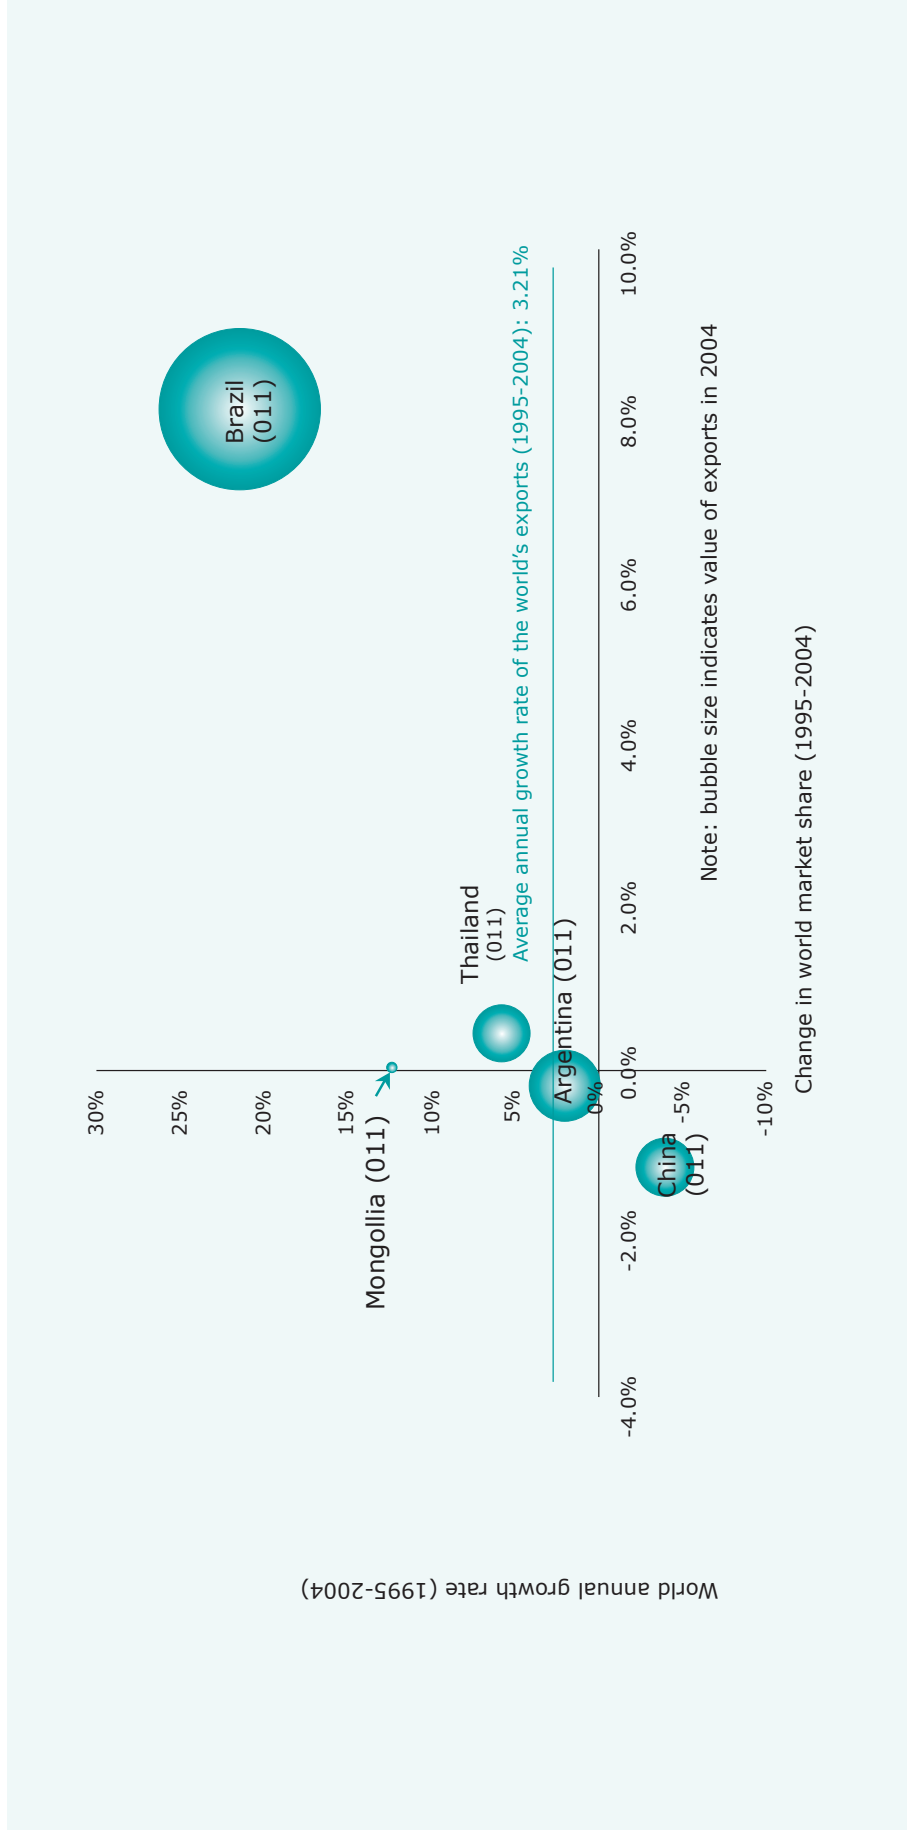 World annual growth rate (1995-2004)
30%
25%
20%
15%
10%
5%
0%
-5%
-10%
Brazil
(011)
Mongollia (011)
Thailand
(011)
Average annual growth rate of the world's exports (1995-2004): 3.21%
Argentina (011)
China
(011)
-4.0%
-2.0%
0.0%
2.0%
4.0%
6.0%
8.0%
10.0%
Note: bubble size indicates value of exports in 2004
Change in world market share (1995-2004)